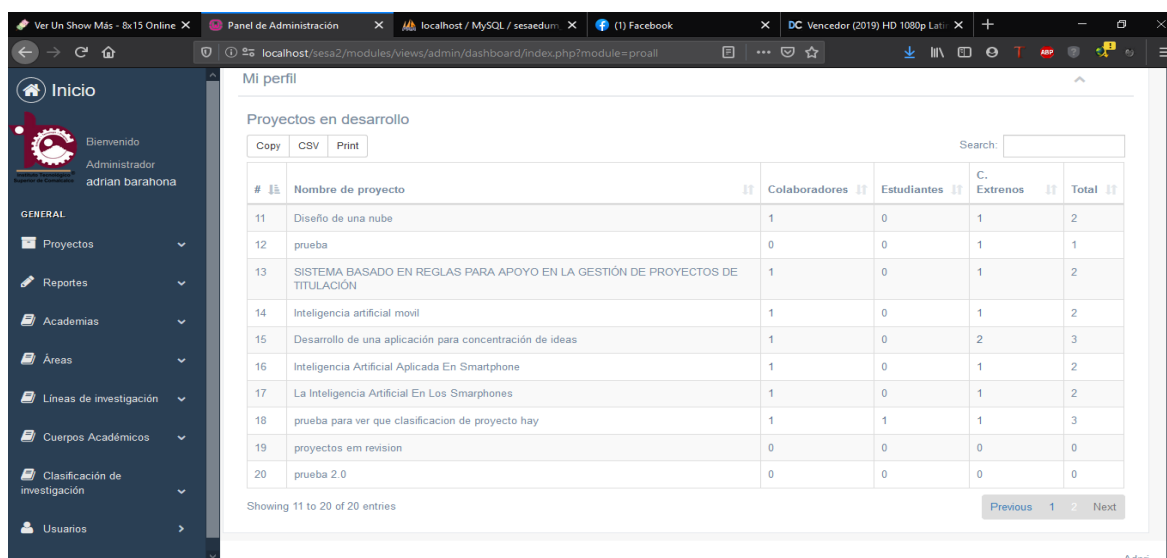 Ver Un Show Más - 8x15 Online
Panel de Administración
localhost / MySQL / sesaedum
(1) Facebook
DC Vencedor (2019) HD 1080p Latin
localhost/sesa2/modules/views/admin/dashboard/index.php?module=proall
Inicio
Bienvenido
Administrador
adrian barahona
GENERAL
Proyectos
Reportes
Academias
Áreas
Líneas de investigación
Cuerpos Académicos
Clasificación de
investigación
Usuarios
Mi perfil
Proyectos en desarrollo
Copy CSV Print
Search:
# Nombre de proyecto Colaboradores Estudiantes C. Extrenos Total
11 Diseño de una nube 1 0 1 2
12 prueba 0 0 1 1
13 SISTEMA BASADO EN REGLAS PARA APOYO EN LA GESTIÓN DE PROYECTOS DE TITULACIÓN 1 0 1 2
14 Inteligencia artificial movil 1 0 1 2
15 Desarrollo de una aplicación para concentración de ideas 1 0 2 3
16 Inteligencia Artificial Aplicada En Smartphone 1 0 1 2
17 La Inteligencia Artificial En Los Smarphones 1 0 1 2
18 prueba para ver que clasificacion de proyecto hay 1 1 1 3
19 proyectos em revision 0 0 0 0
20 prueba 2.0 0 0 0 0
Showing 11 to 20 of 20 entries
Previous 1 2 Next